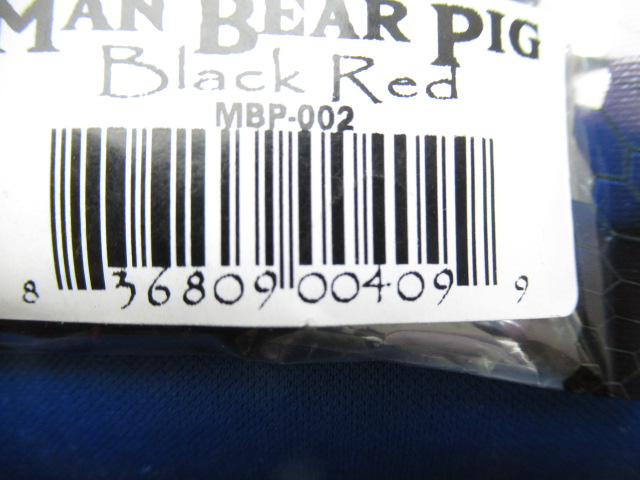 MAN BEAR PIG
Black Red
MBP-002
8 36809 00409 9